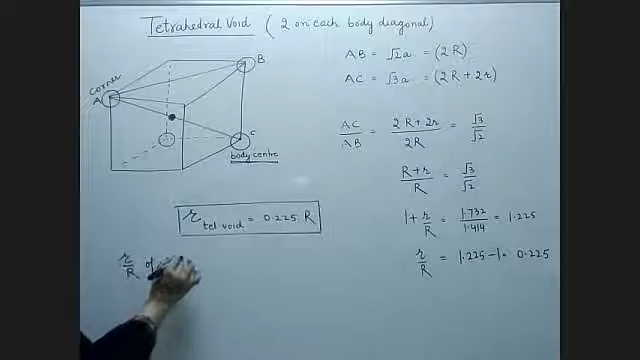 Tetrahedral Void ( 2 on each body diagonal)
corner
A
B
C
body centre
AB = √2a = (2R)
AC = √3a = (2R + 2r)
AC/AB = 2R + 2r / 2R = √3/√2
R + r / R = √3/√2
1 + r/R = 1.732/1.414 = 1.225
r/R = 1.225 - 1 = 0.225
r tet.void = 0.225 R
r/R of